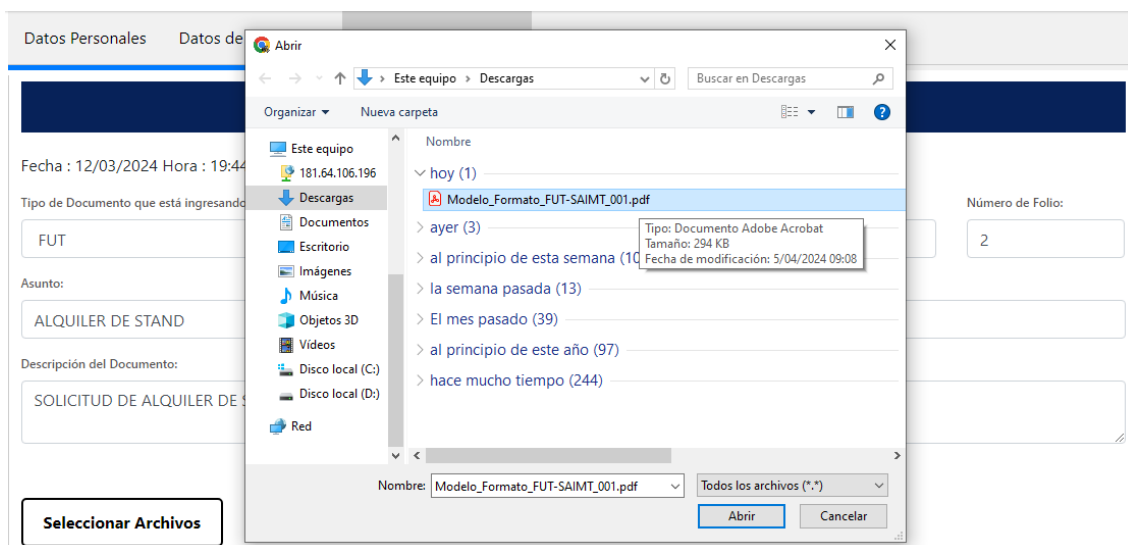 Datos Personales Datos de
Abrir
Este equipo > Descargas
Buscar en Descargas
Organizar
Nueva carpeta
Nombre
Este equipo
181.64.106.196
Descargas
Documentos
Escritorio
Imágenes
Música
Objetos 3D
Vídeos
Disco local (C:)
Disco local (D:)
Red
hoy (1)
Modelo_Formato_FUT-SAIMT_001.pdf
ayer (3)
al principio de esta semana (10
la semana pasada (13)
El mes pasado (39)
al principio de este año (97)
hace mucho tiempo (244)
Tipo: Documento Adobe Acrobat
Tamaño: 294 KB
Fecha de modificación: 5/04/2024 09:08
Nombre: Modelo_Formato_FUT-SAIMT_001.pdf
Todos los archivos (*.*)
Abrir
Cancelar
Fecha : 12/03/2024 Hora : 19:44
Tipo de Documento que está ingresando
FUT
Número de Folio:
2
Asunto:
ALQUILER DE STAND
Descripción del Documento:
SOLICITUD DE ALQUILER DE
Seleccionar Archivos